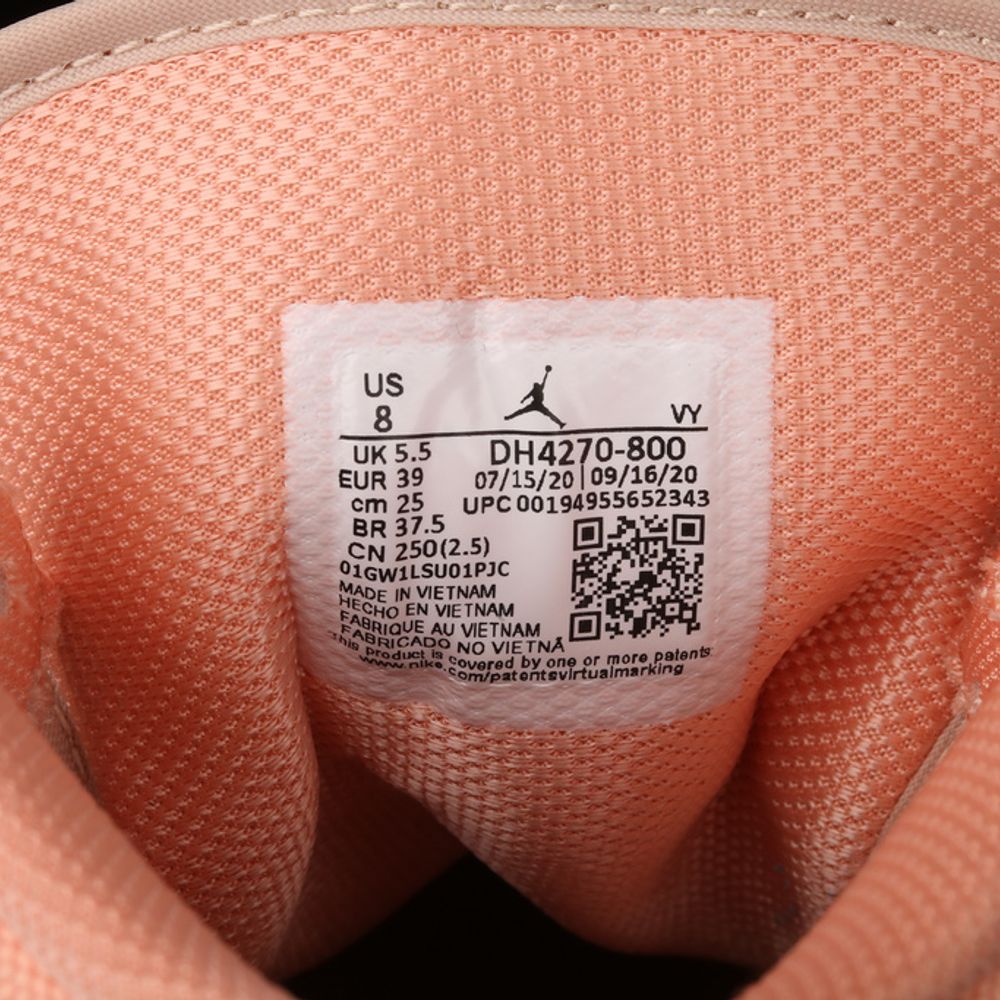 US
8
VY
UK 5.5
DH4270-800
EUR 39
07/15/20 | 09/16/20
cm 25
UPC 00194955652343
BR 37.5
CN 250(2.5)
01GW1LSU01PJC
MADE IN VIETNAM
HECHO EN VIETNAM
FABRIQUE AU VIETNAM
FABRICADO NO VIETNÃ
This product is covered by one or more patents
www.nike.com/patentsvirtualmarking